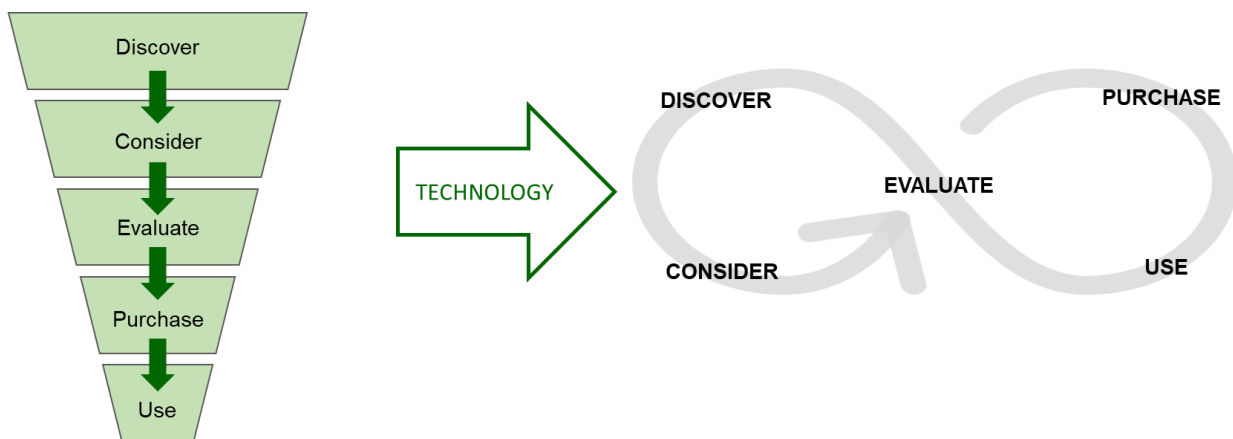 Discover
Consider
Evaluate
Purchase
Use
TECHNOLOGY
DISCOVER
PURCHASE
EVALUATE
CONSIDER
USE